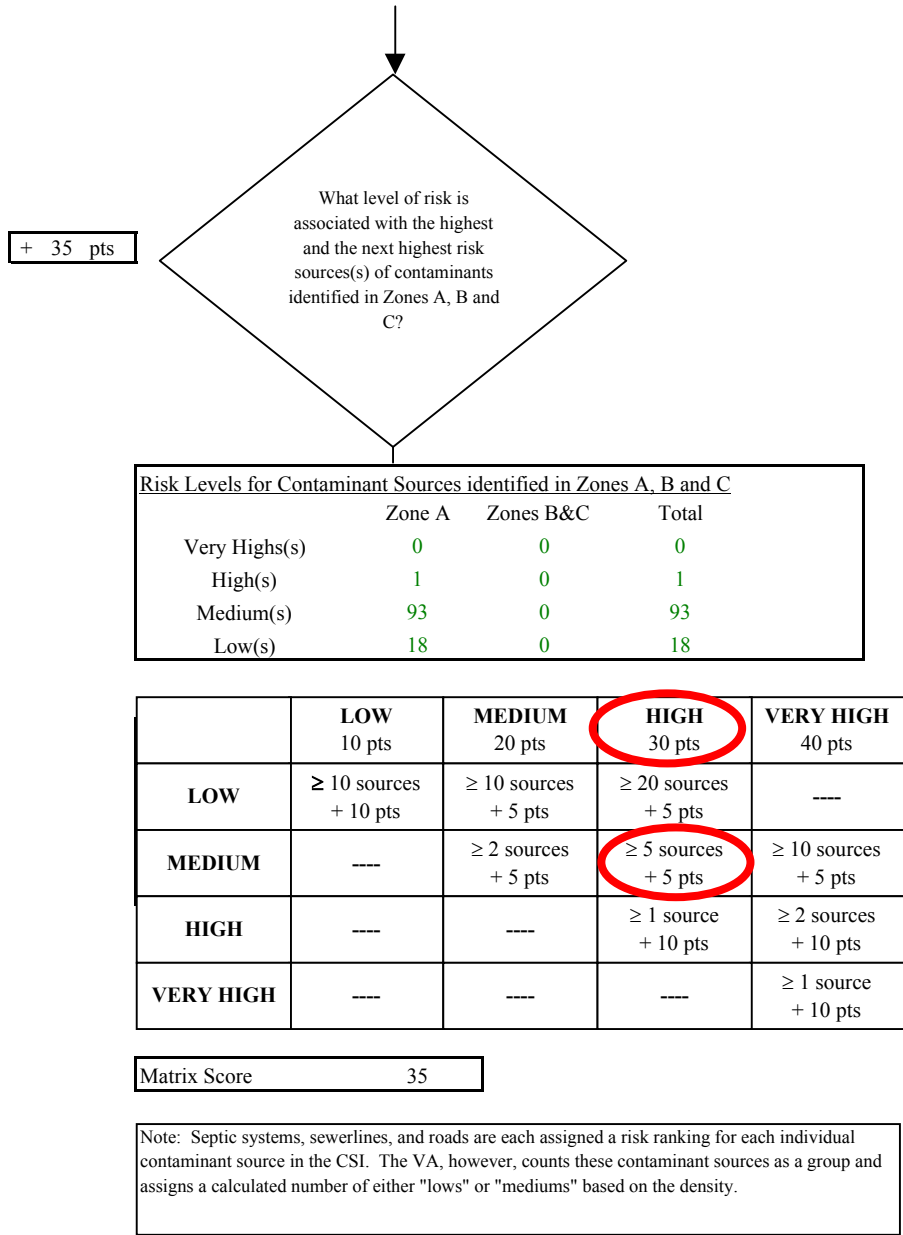 What level of risk is
associated with the highest
and the next highest risk
sources(s) of contaminants
identified in Zones A, B and
C?
+ 35 pts
Risk Levels for Contaminant Sources identified in Zones A, B and C
Zone A Zones B&C Total
Very Highs(s) 0 0 0
High(s) 1 0 1
Medium(s) 93 0 93
Low(s) 18 0 18
LOW MEDIUM HIGH VERY HIGH
10 pts 20 pts 30 pts 40 pts
LOW ≥ 10 sources ≥ 10 sources ≥ 20 sources ----
+ 10 pts + 5 pts + 5 pts
MEDIUM ---- ≥ 2 sources ≥ 5 sources ≥ 10 sources
+ 5 pts + 5 pts + 5 pts
HIGH ---- ---- ≥ 1 source ≥ 2 sources
+ 10 pts + 10 pts
VERY HIGH ---- ---- ---- ≥ 1 source
+ 10 pts
Matrix Score 35
Note: Septic systems, sewerlines, and roads are each assigned a risk ranking for each individual
contaminant source in the CSI. The VA, however, counts these contaminant sources as a group and
assigns a calculated number of either "lows" or "mediums" based on the density.